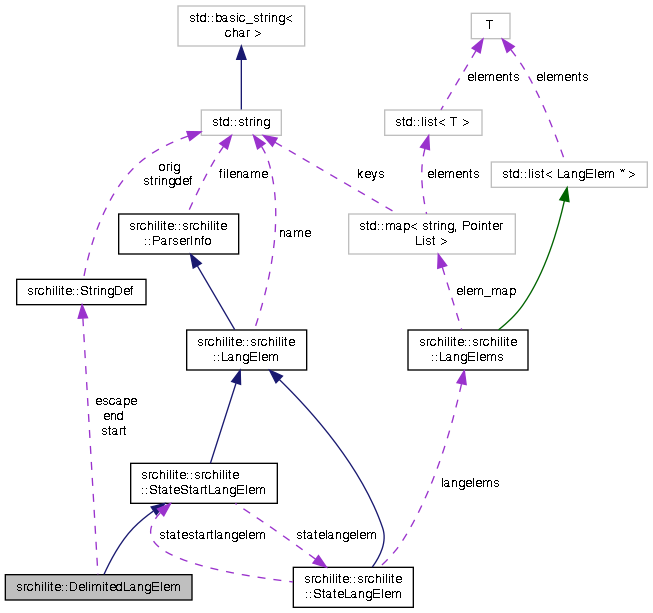 std::basic_string<
char >
T
elements
elements
std::string
std::list< T >
orig
stringdef
filename
keys
elements
std::list< LangElem * >
srchilite::srchilite
::ParserInfo
name
std::map< string, Pointer
List >
srchilite::StringDef
elem_map
srchilite::srchilite
::LangElem
srchilite::srchilite
::LangElems
escape
end
start
srchilite::srchilite
::StateStartLangElem
langelems
statestartlangelem
statelangelem
srchilite::DelimitedLangElem
srchilite::srchilite
::StateLangElem